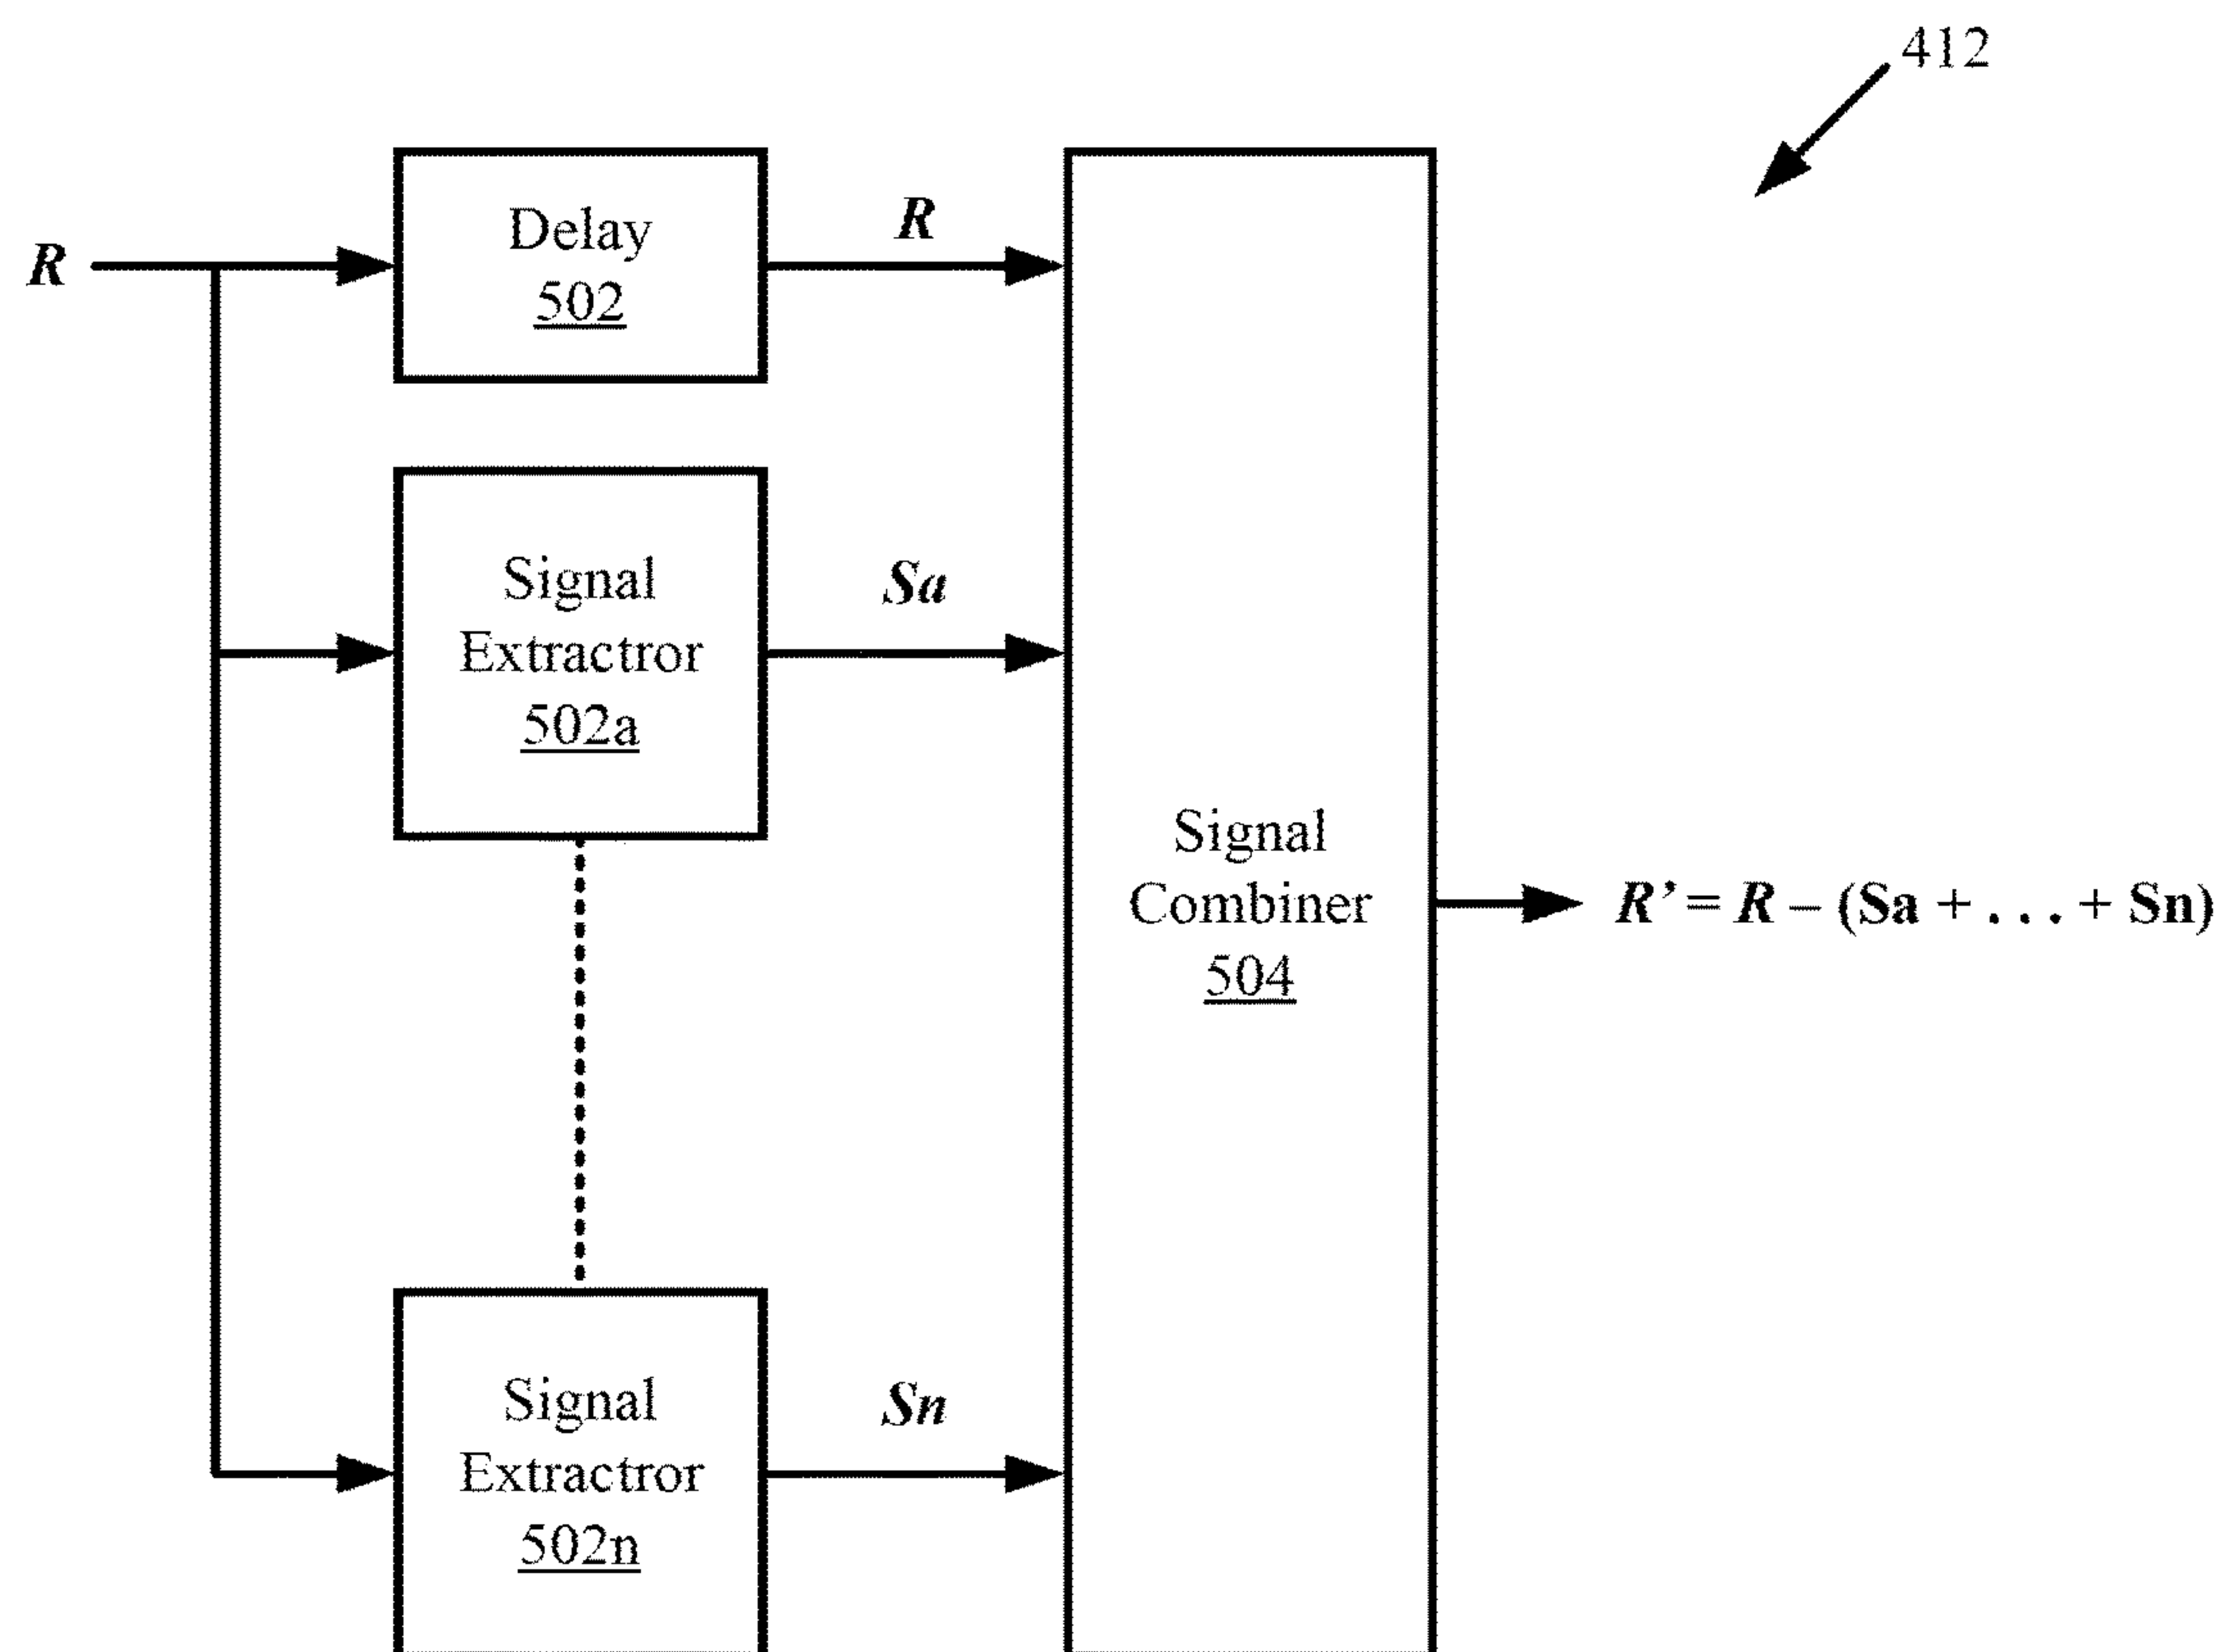 412
R
Delay
502
R
Signal
Extractror
502a
Sa
Signal
Combiner
504
R’ = R – (Sa + . . . + Sn)
Signal
Extractror
502n
Sn